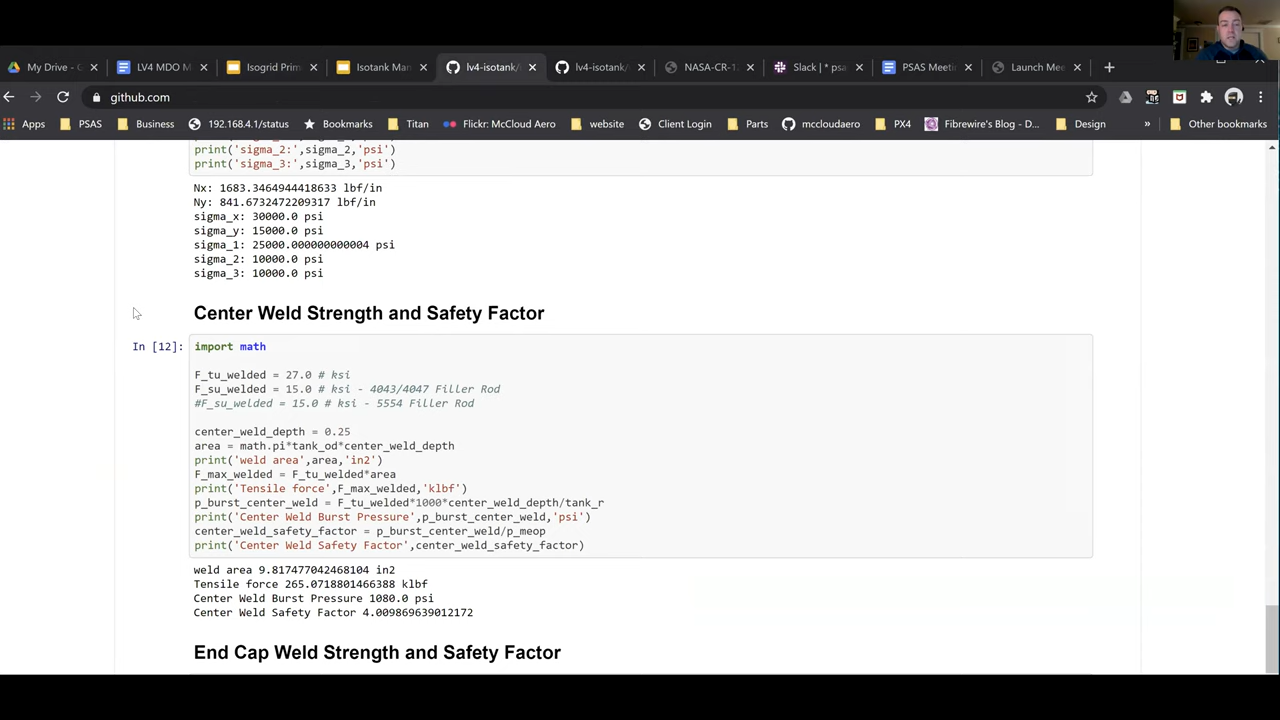 My Drive - G
LV4 MDO M
Isogrid Prim
Isotank Man
lv4-isotank/
lv4-isotank/
NASA-CR-12
Slack | * psa
PSAS Meeti
Launch Mee
github.com
Apps
PSAS
Business
192.168.4.1/status
Bookmarks
Titan
Flickr: McCloud Aero
website
Client Login
Parts
mccloudaero
PX4
Fibrewire's Blog - D...
Design
»
Other bookmarks
print('sigma_2:',sigma_2,'psi')
print('sigma_3:',sigma_3,'psi')
Nx: 1683.3464944418633 lbf/in
Ny: 841.6732472209317 lbf/in
sigma_x: 30000.0 psi
sigma_y: 15000.0 psi
sigma_1: 25000.000000000004 psi
sigma_2: 10000.0 psi
sigma_3: 10000.0 psi
Center Weld Strength and Safety Factor
In [12]:
import math
F_tu_welded = 27.0 # ksi
F_su_welded = 15.0 # ksi - 4043/4047 Filler Rod
#F_su_welded = 15.0 # ksi - 5554 Filler Rod
center_weld_depth = 0.25
area = math.pi*tank_od*center_weld_depth
print('weld area',area,'in2')
F_max_welded = F_tu_welded*area
print('Tensile force',F_max_welded,'klbf')
p_burst_center_weld = F_tu_welded*1000*center_weld_depth/tank_r
print('Center Weld Burst Pressure',p_burst_center_weld,'psi')
center_weld_safety_factor = p_burst_center_weld/p_meop
print('Center Weld Safety Factor',center_weld_safety_factor)
weld area 9.817477042468104 in2
Tensile force 265.0718801466388 klbf
Center Weld Burst Pressure 1080.0 psi
Center Weld Safety Factor 4.009869639012172
End Cap Weld Strength and Safety Factor